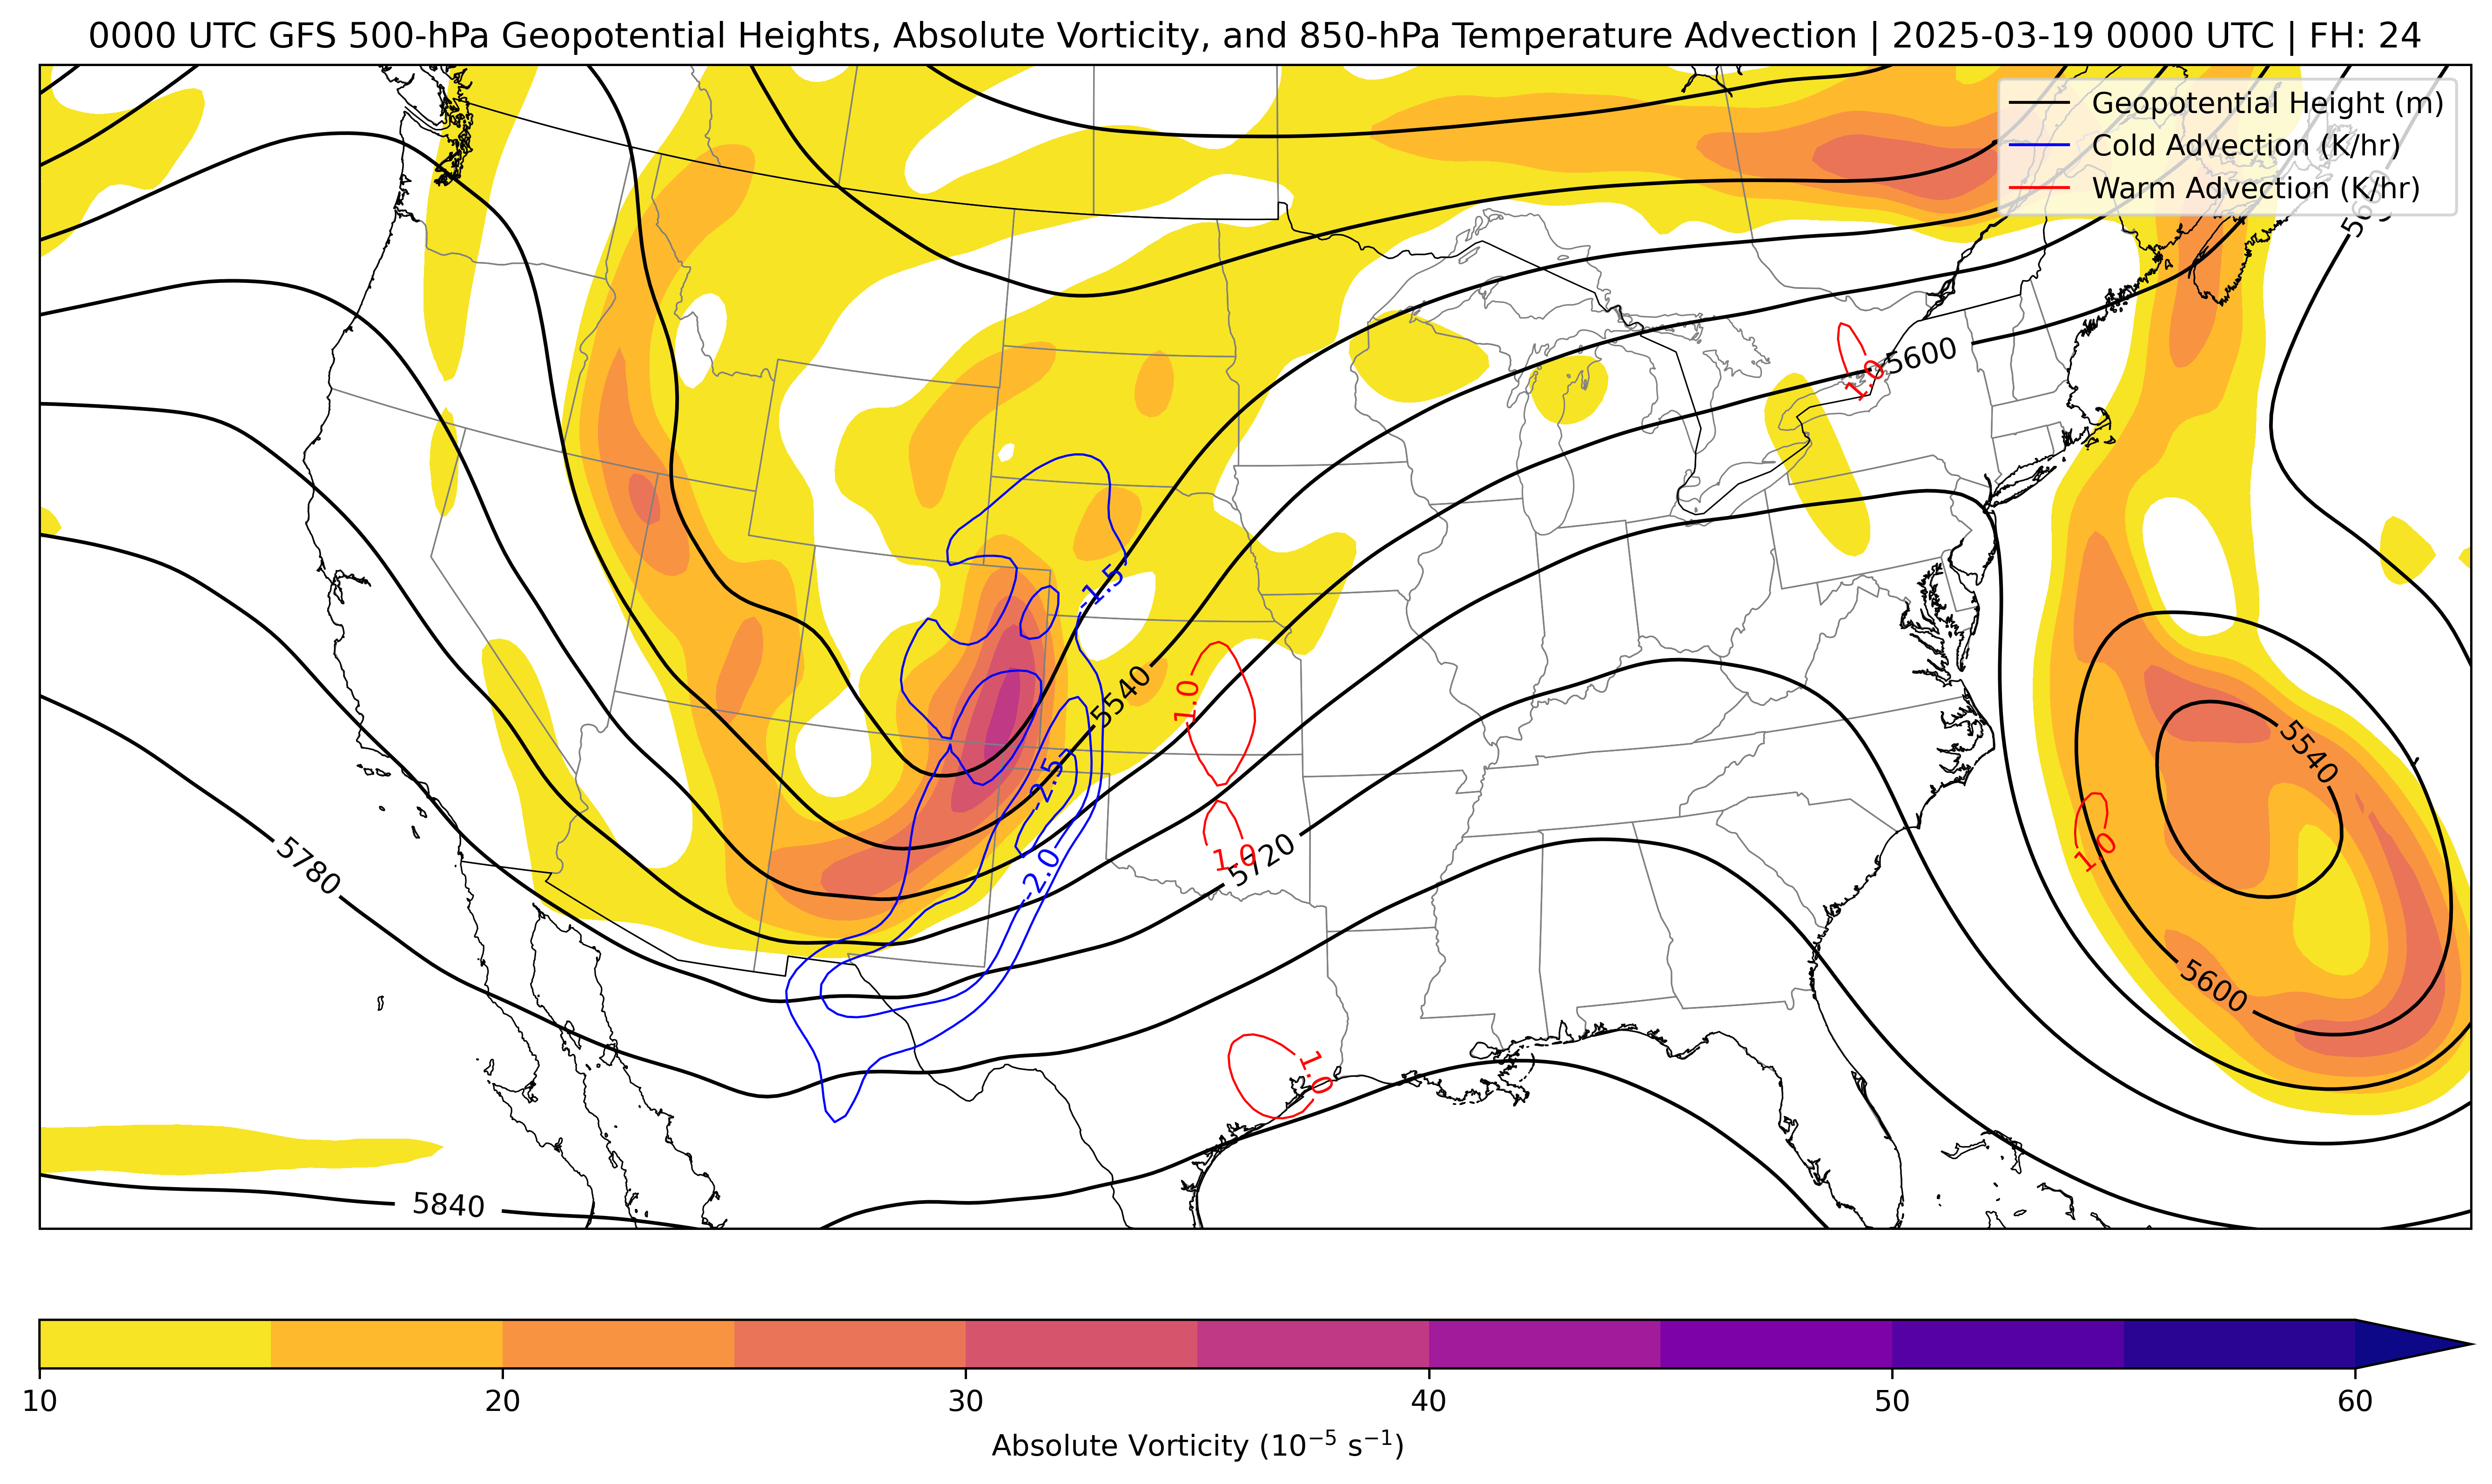 0000 UTC GFS 500-hPa Geopotential Heights, Absolute Vorticity, and 850-hPa Temperature Advection | 2025-03-19 0000 UTC | FH: 24
Geopotential Height (m)
Cold Advection (K/hr)
Warm Advection (K/hr)
1.0
5600
-1.5
5540
1.0
5540
-2.5
1.0
5780
-2.0
1.0
5720
5600
1.0
5840
10 20 30 40 50 60
Absolute Vorticity (10⁻⁵ s⁻¹)